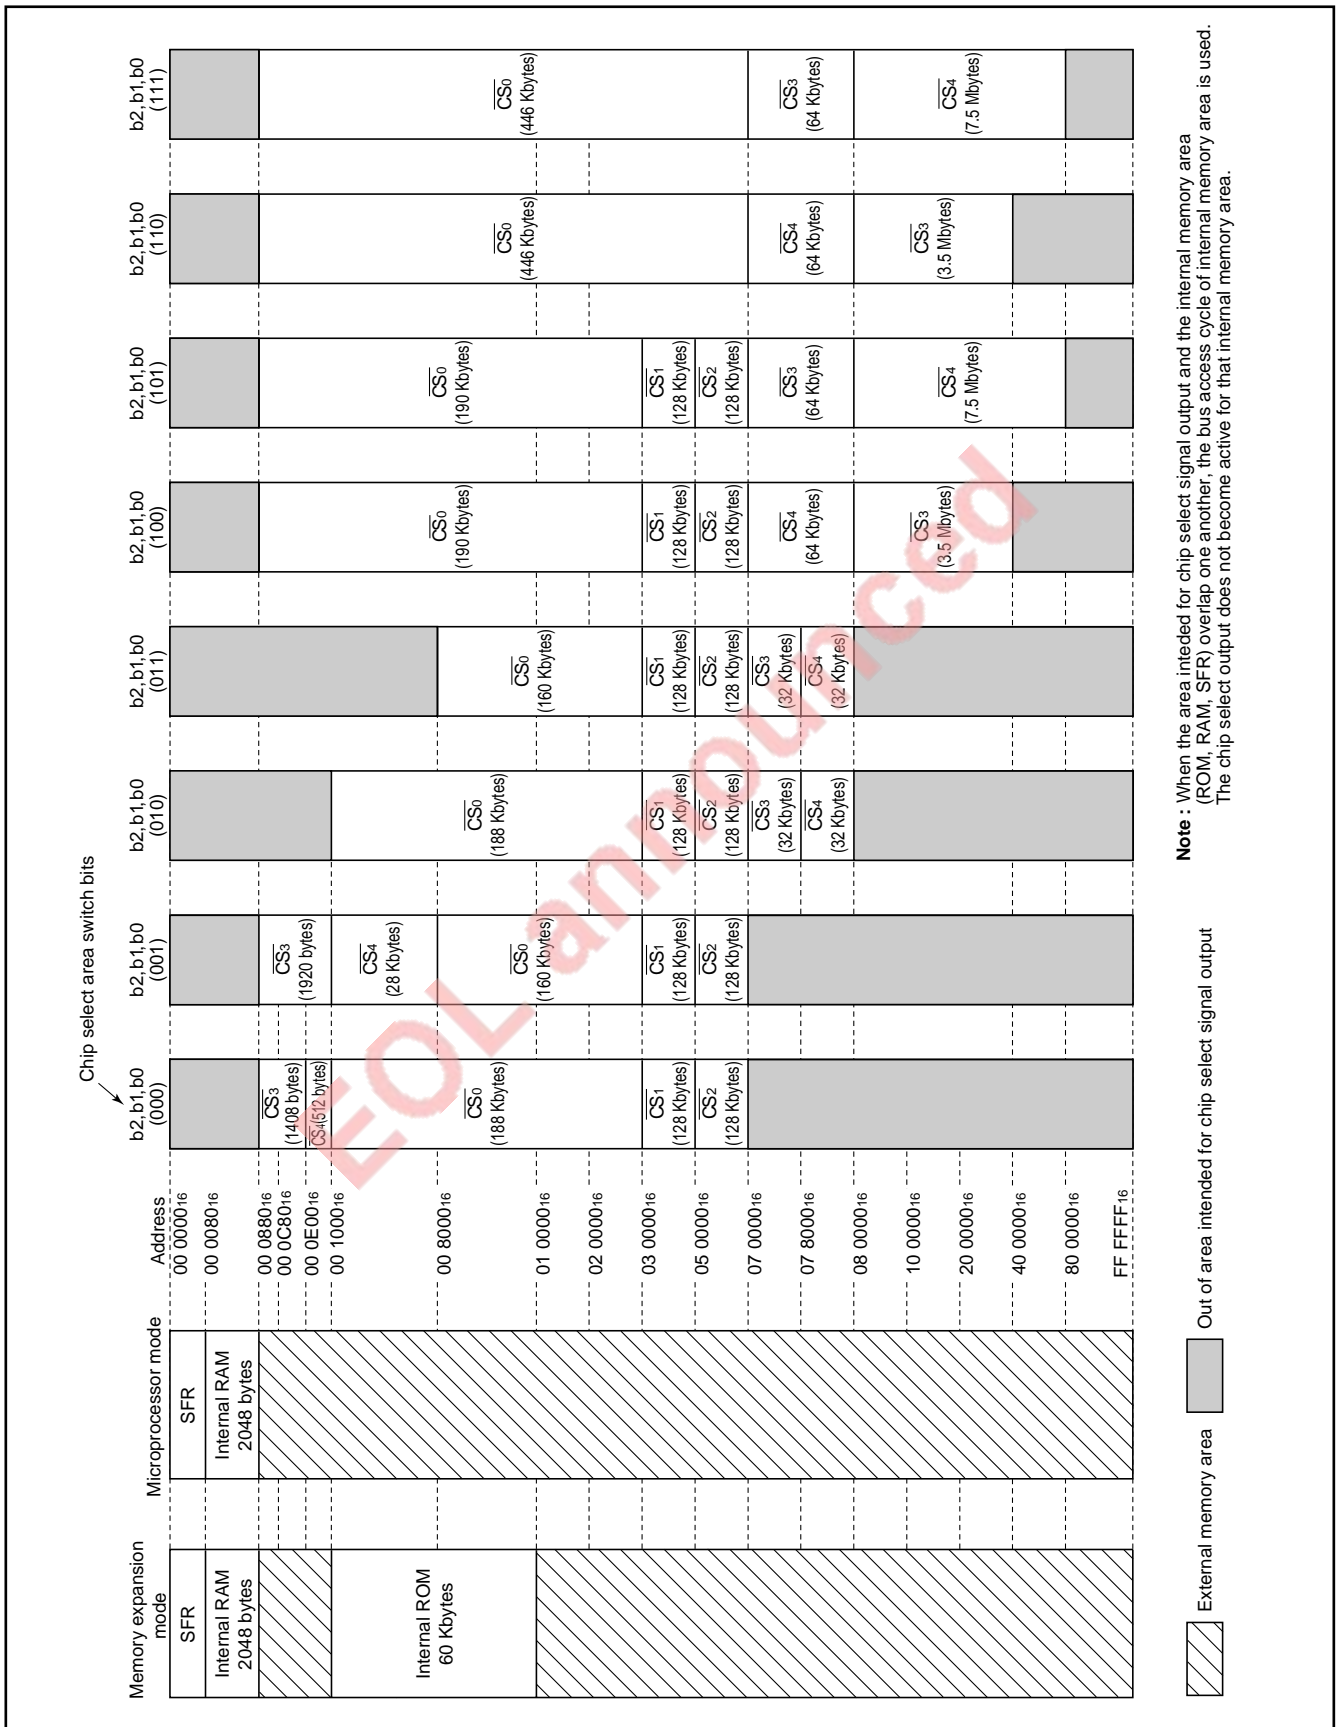 Memory expansion
mode
SFR
Internal RAM
2048 bytes
Internal ROM
60 Kbytes
Microprocessor mode
SFR
Internal RAM
2048 bytes
Address
00 0000₁₆
00 0080₁₆
00 0880₁₆
00 0C80₁₆
00 0E00₁₆
00 1000₁₆
00 8000₁₆
01 0000₁₆
02 0000₁₆
03 0000₁₆
05 0000₁₆
07 0000₁₆
07 8000₁₆
08 0000₁₆
10 0000₁₆
20 0000₁₆
40 0000₁₆
80 0000₁₆
FF FFFF₁₆
Chip select area switch bits
b2,b1,b0
(000)
CS3
(1408 bytes)
CS4(512 bytes)
CS0
(188 Kbytes)
CS1
(128 Kbytes)
CS2
(128 Kbytes)
b2,b1,b0
(001)
CS3
(1920 bytes)
CS4
(28 Kbytes)
CS0
(160 Kbytes)
CS1
(128 Kbytes)
CS2
(128 Kbytes)
b2,b1,b0
(010)
CS0
(188 Kbytes)
CS1
(128 Kbytes)
CS2
(128 Kbytes)
CS3
(32 Kbytes)
CS4
(32 Kbytes)
b2,b1,b0
(011)
CS0
(160 Kbytes)
CS1
(128 Kbytes)
CS2
(128 Kbytes)
CS3
(32 Kbytes)
CS4
(32 Kbytes)
b2,b1,b0
(100)
CS0
(190 Kbytes)
CS1
(128 Kbytes)
CS2
(128 Kbytes)
CS4
(64 Kbytes)
CS3
(3.5 Mbytes)
b2,b1,b0
(101)
CS0
(190 Kbytes)
CS1
(128 Kbytes)
CS2
(128 Kbytes)
CS3
(64 Kbytes)
CS4
(7.5 Mbytes)
b2,b1,b0
(110)
CS0
(446 Kbytes)
CS4
(64 Kbytes)
CS3
(3.5 Mbytes)
b2,b1,b0
(111)
CS0
(446 Kbytes)
CS3
(64 Kbytes)
CS4
(7.5 Mbytes)
External memory area
Out of area intended for chip select signal output
Note : When the area inteded for chip select signal output and the internal memory area
(ROM, RAM, SFR) overlap one another, the bus access cycle of internal memory area is used.
The chip select output does not become active for that internal memory area.
EOL announced